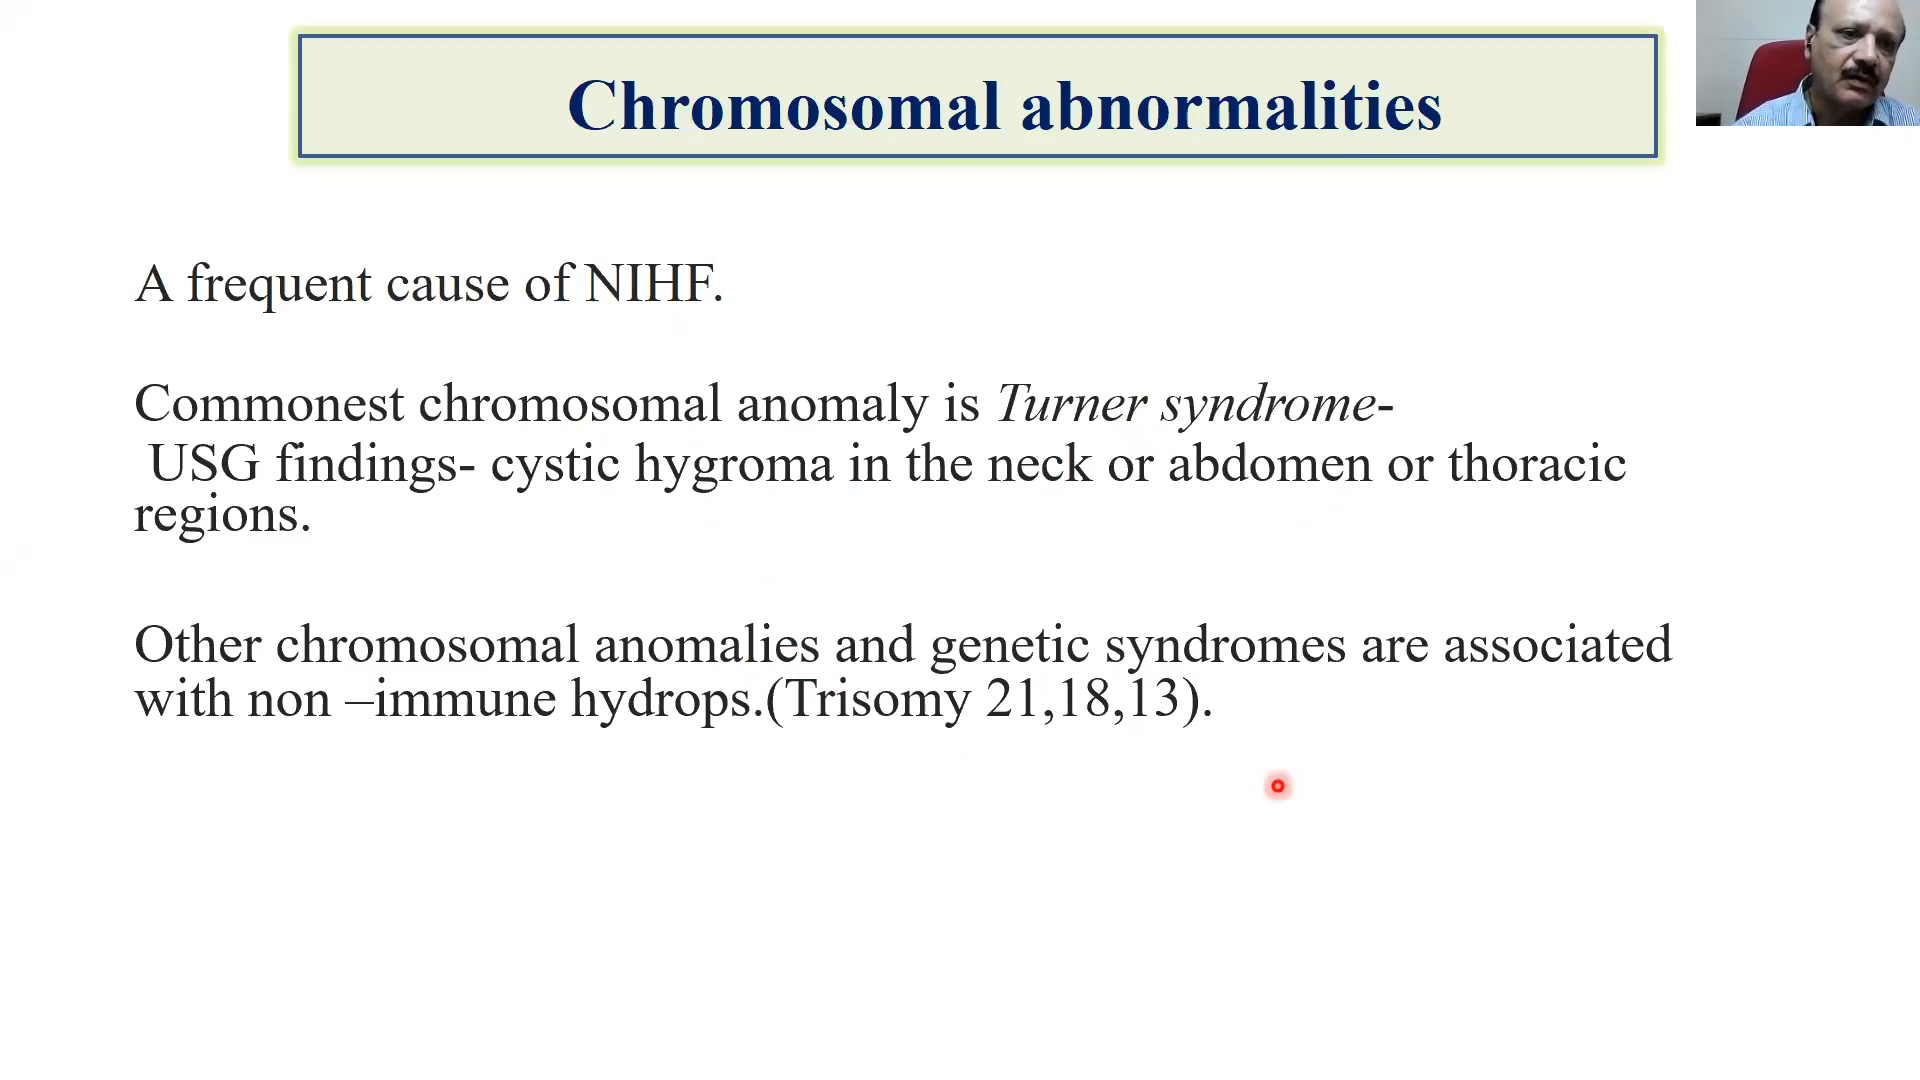 Chromosomal abnormalities
A frequent cause of NIHF.
Commonest chromosomal anomaly is Turner syndrome-
USG findings- cystic hygroma in the neck or abdomen or thoracic
regions.
Other chromosomal anomalies and genetic syndromes are associated
with non –immune hydrops.(Trisomy 21,18,13).